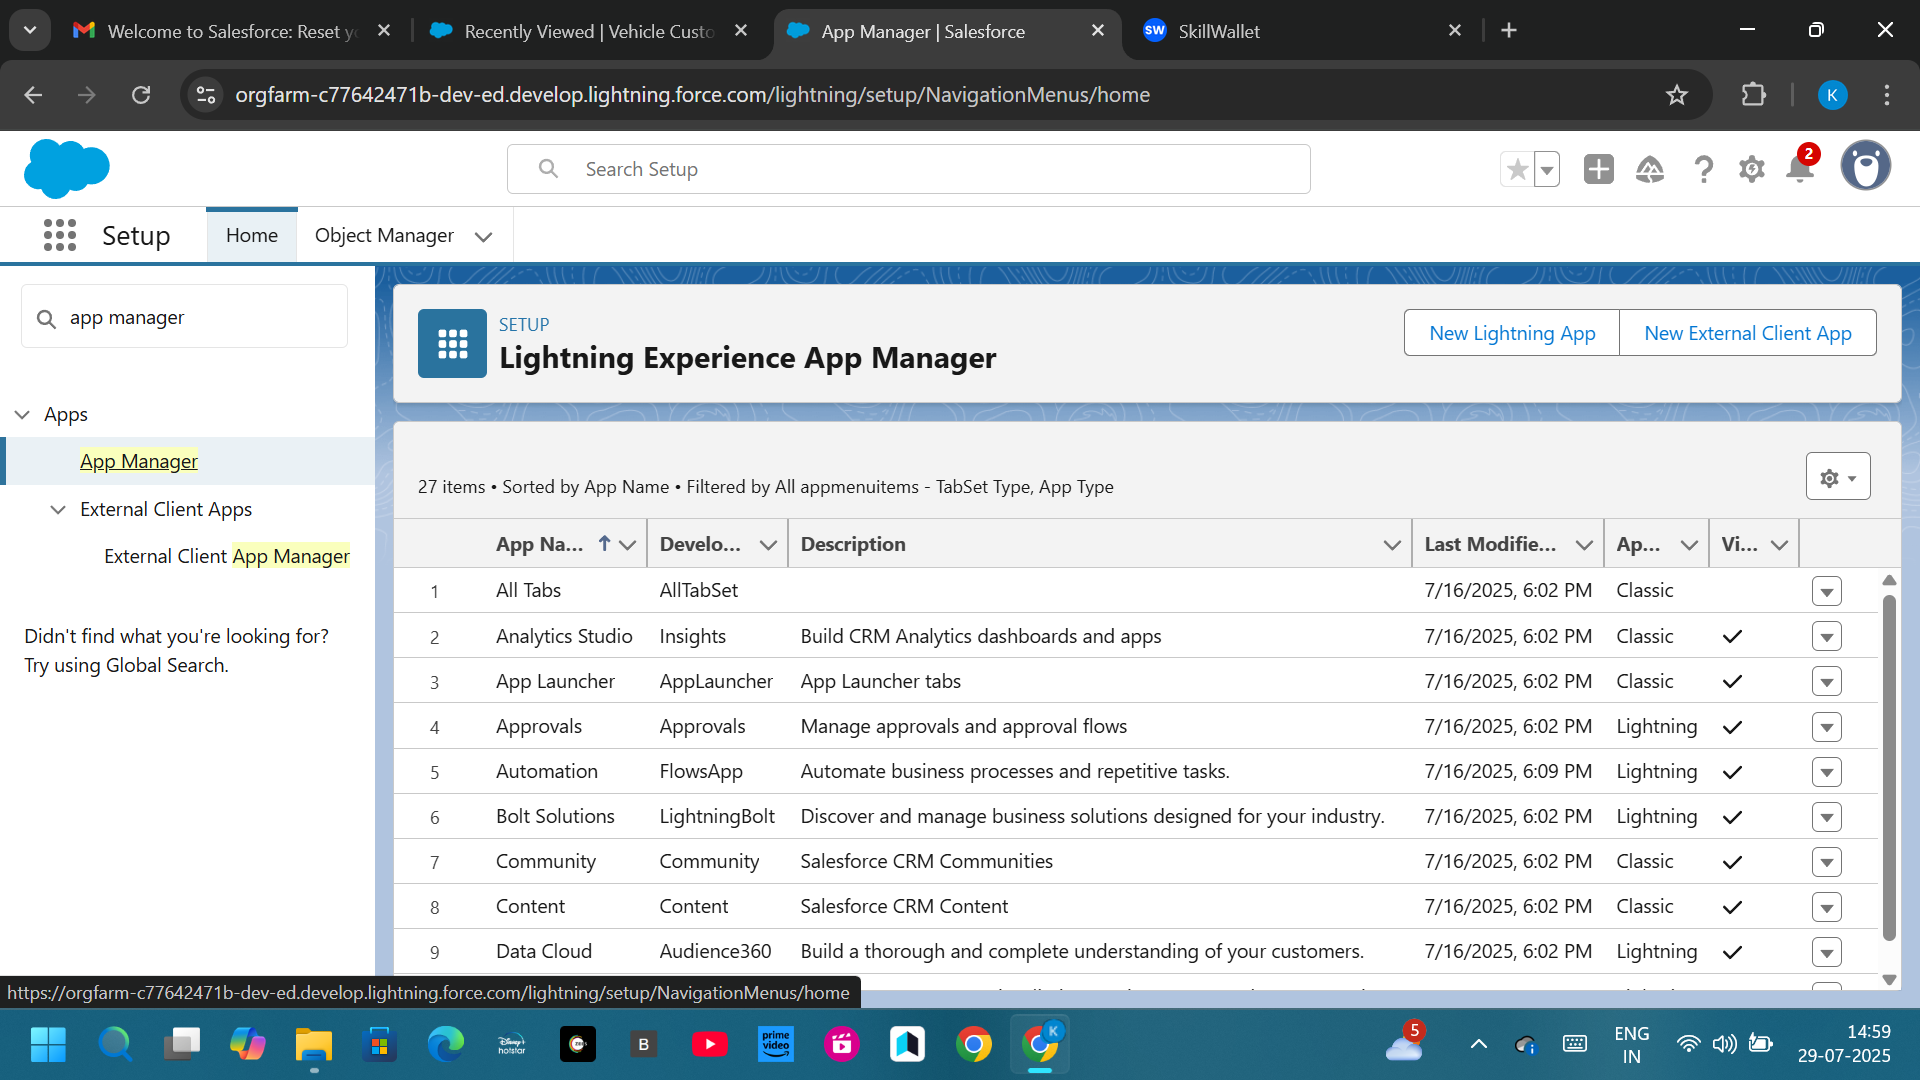 Welcome to Salesforce: Reset yo
Recently Viewed | Vehicle Custo
App Manager | Salesforce
SW SkillWallet
orgfarm-c77642471b-dev-ed.develop.lightning.force.com/lightning/setup/NavigationMenus/home
K
Search Setup
2
Setup
Home
Object Manager
app manager
Apps
App Manager
External Client Apps
External Client App Manager
Didn't find what you're looking for?
Try using Global Search.
SETUP
Lightning Experience App Manager
New Lightning App
New External Client App
27 items • Sorted by App Name • Filtered by All appmenuitems - TabSet Type, App Type
App Na... Develo... Description Last Modifie... Ap... Vi...
1 All Tabs AllTabSet 7/16/2025, 6:02 PM Classic
2 Analytics Studio Insights Build CRM Analytics dashboards and apps 7/16/2025, 6:02 PM Classic
3 App Launcher AppLauncher App Launcher tabs 7/16/2025, 6:02 PM Classic
4 Approvals Approvals Manage approvals and approval flows 7/16/2025, 6:02 PM Lightning
5 Automation FlowsApp Automate business processes and repetitive tasks. 7/16/2025, 6:09 PM Lightning
6 Bolt Solutions LightningBolt Discover and manage business solutions designed for your industry. 7/16/2025, 6:02 PM Lightning
7 Community Community Salesforce CRM Communities 7/16/2025, 6:02 PM Classic
8 Content Content Salesforce CRM Content 7/16/2025, 6:02 PM Classic
9 Data Cloud Audience360 Build a thorough and complete understanding of your customers. 7/16/2025, 6:02 PM Lightning
https://orgfarm-c77642471b-dev-ed.develop.lightning.force.com/lightning/setup/NavigationMenus/home
hotstar
B
prime
video
K
5
ENG
IN
14:59
29-07-2025